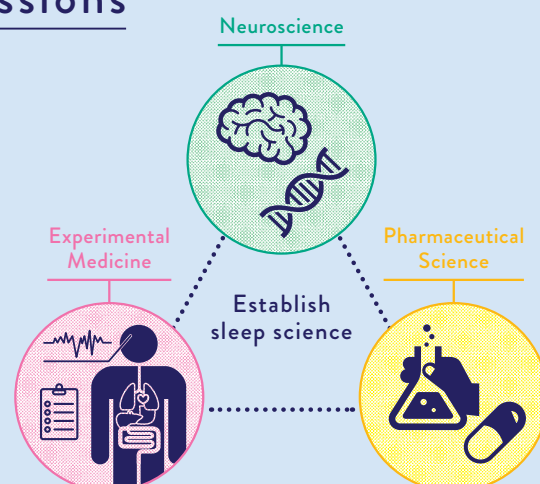 Neuroscience
Experimental
Medicine
Pharmaceutical
Science
Establish
sleep science